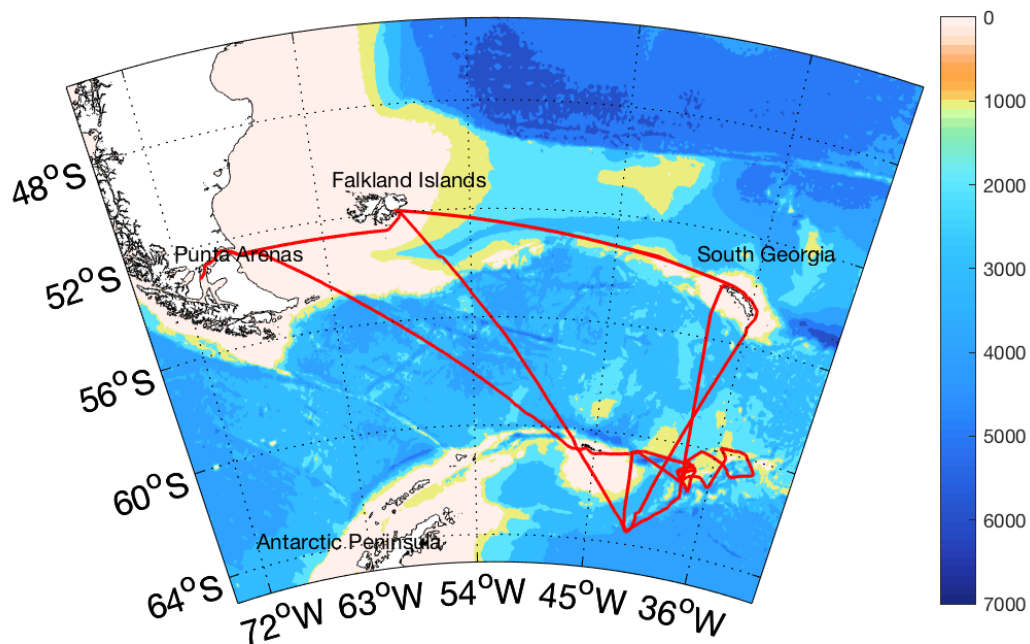 Falkland Islands
Punta Arenas
South Georgia
Antarctic Peninsula
48°S
52°S
56°S
60°S
64°S
72°W
63°W
54°W
45°W
36°W
0
1000
2000
3000
4000
5000
6000
7000